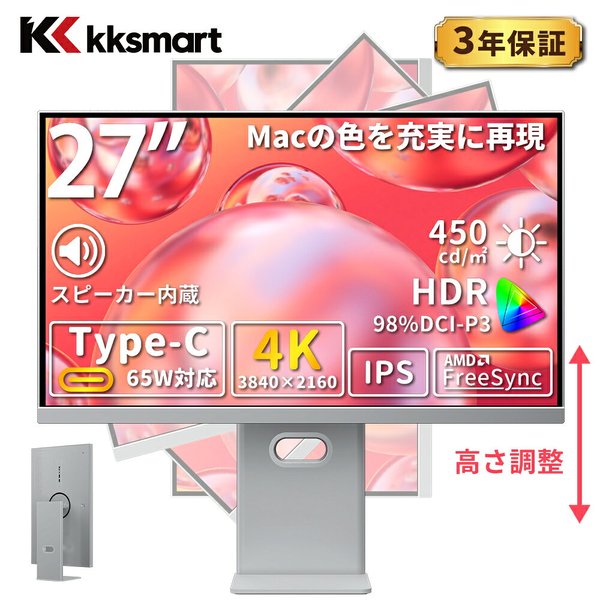 kksmart
3年保証
27”
Macの色を充実に再現
450
cd/㎡
スピーカー内蔵
HDR
98%DCI-P3
Type-C
65W対応
4K
3840×2160
IPS
AMD
FreeSync
高さ調整